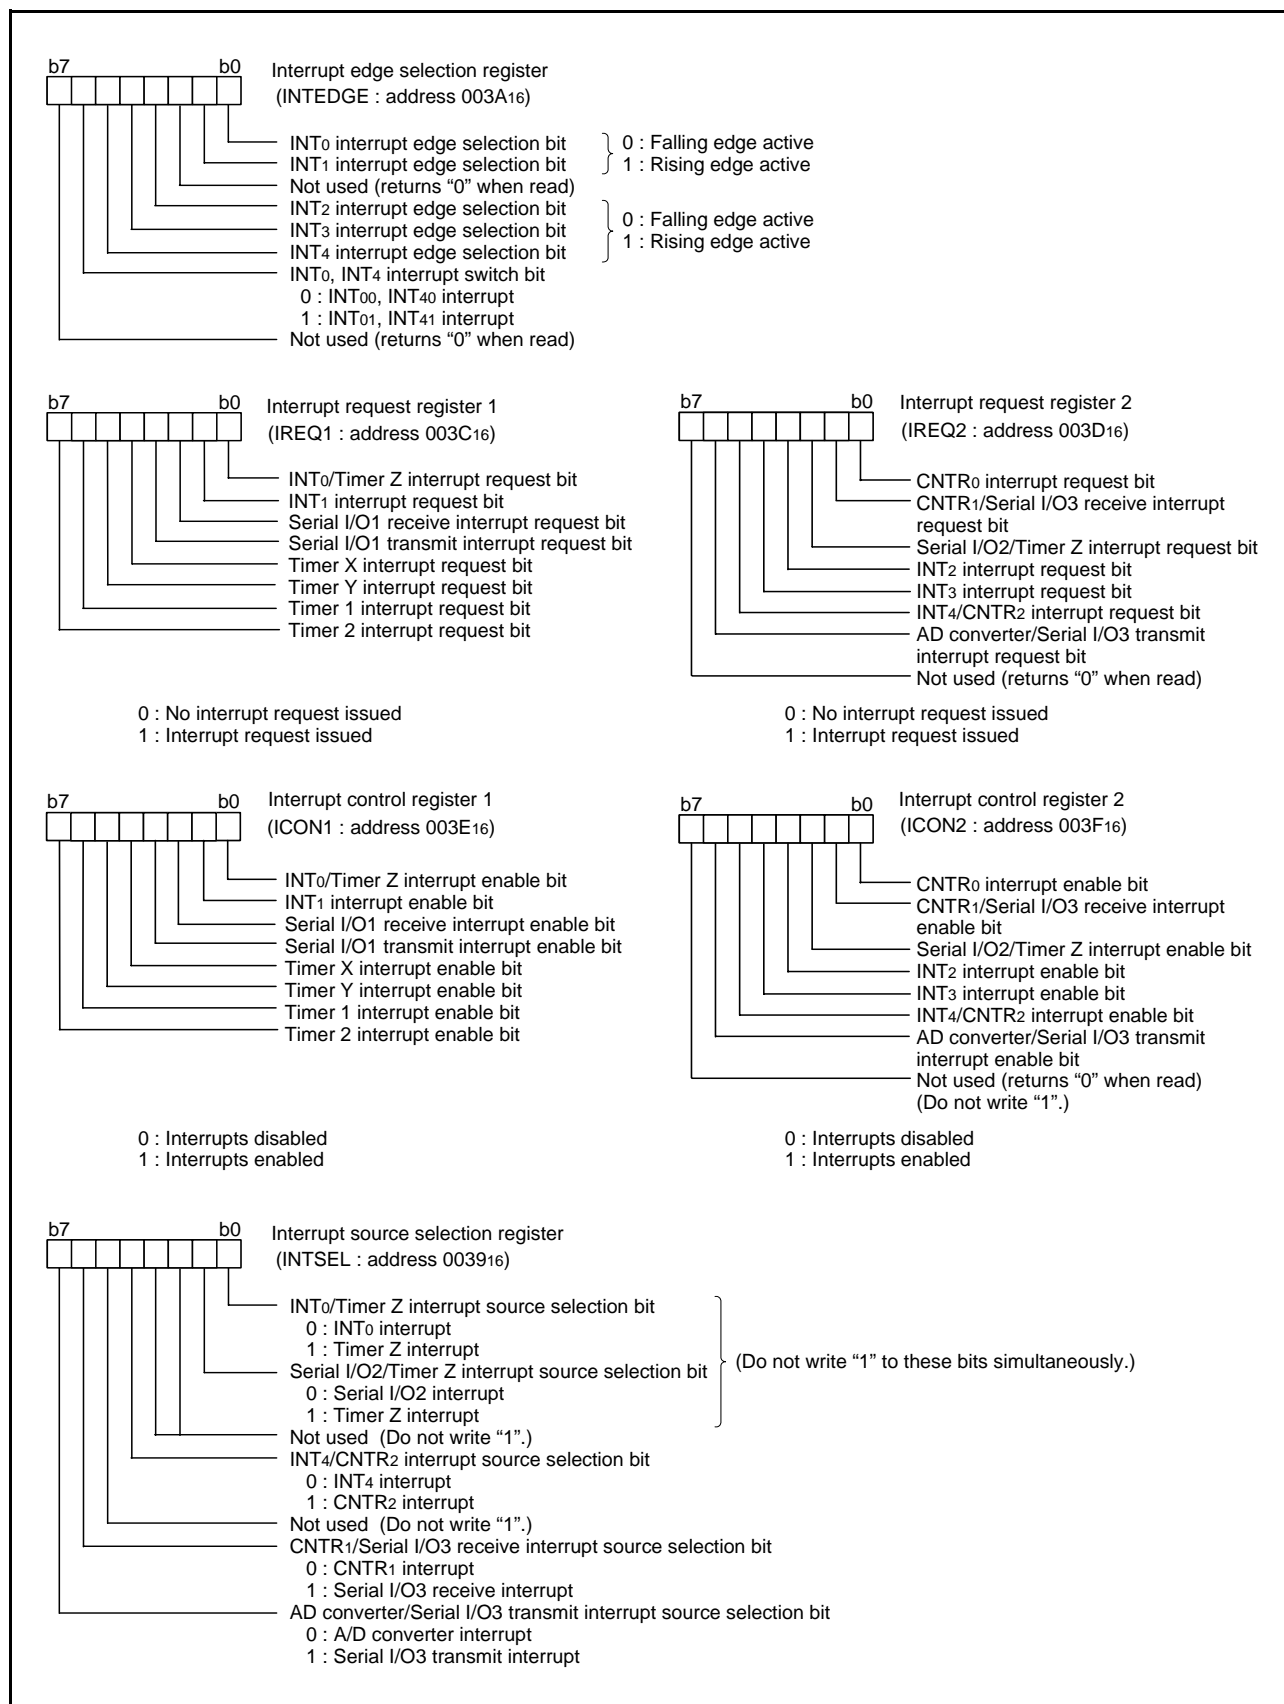 b7 b0 Interrupt edge selection register
(INTEDGE : address 003A16)
INT0 interrupt edge selection bit
INT1 interrupt edge selection bit
0 : Falling edge active
1 : Rising edge active
Not used (returns “0” when read)
INT2 interrupt edge selection bit
INT3 interrupt edge selection bit
INT4 interrupt edge selection bit
0 : Falling edge active
1 : Rising edge active
INT0, INT4 interrupt switch bit
0 : INT00, INT40 interrupt
1 : INT01, INT41 interrupt
Not used (returns “0” when read)
b7 b0 Interrupt request register 1
(IREQ1 : address 003C16)
INT0/Timer Z interrupt request bit
INT1 interrupt request bit
Serial I/O1 receive interrupt request bit
Serial I/O1 transmit interrupt request bit
Timer X interrupt request bit
Timer Y interrupt request bit
Timer 1 interrupt request bit
Timer 2 interrupt request bit
0 : No interrupt request issued
1 : Interrupt request issued
b7 b0 Interrupt request register 2
(IREQ2 : address 003D16)
CNTR0 interrupt request bit
CNTR1/Serial I/O3 receive interrupt
request bit
Serial I/O2/Timer Z interrupt request bit
INT2 interrupt request bit
INT3 interrupt request bit
INT4/CNTR2 interrupt request bit
AD converter/Serial I/O3 transmit
interrupt request bit
Not used (returns “0” when read)
0 : No interrupt request issued
1 : Interrupt request issued
b7 b0 Interrupt control register 1
(ICON1 : address 003E16)
INT0/Timer Z interrupt enable bit
INT1 interrupt enable bit
Serial I/O1 receive interrupt enable bit
Serial I/O1 transmit interrupt enable bit
Timer X interrupt enable bit
Timer Y interrupt enable bit
Timer 1 interrupt enable bit
Timer 2 interrupt enable bit
0 : Interrupts disabled
1 : Interrupts enabled
b7 b0 Interrupt control register 2
(ICON2 : address 003F16)
CNTR0 interrupt enable bit
CNTR1/Serial I/O3 receive interrupt
enable bit
Serial I/O2/Timer Z interrupt enable bit
INT2 interrupt enable bit
INT3 interrupt enable bit
INT4/CNTR2 interrupt enable bit
AD converter/Serial I/O3 transmit
interrupt enable bit
Not used (returns “0” when read)
(Do not write “1”.)
0 : Interrupts disabled
1 : Interrupts enabled
b7 b0 Interrupt source selection register
(INTSEL : address 003916)
INT0/Timer Z interrupt source selection bit
0 : INT0 interrupt
1 : Timer Z interrupt
Serial I/O2/Timer Z interrupt source selection bit
(Do not write “1” to these bits simultaneously.)
0 : Serial I/O2 interrupt
1 : Timer Z interrupt
Not used (Do not write “1”.)
INT4/CNTR2 interrupt source selection bit
0 : INT4 interrupt
1 : CNTR2 interrupt
Not used (Do not write “1”.)
CNTR1/Serial I/O3 receive interrupt source selection bit
0 : CNTR1 interrupt
1 : Serial I/O3 receive interrupt
AD converter/Serial I/O3 transmit interrupt source selection bit
0 : A/D converter interrupt
1 : Serial I/O3 transmit interrupt